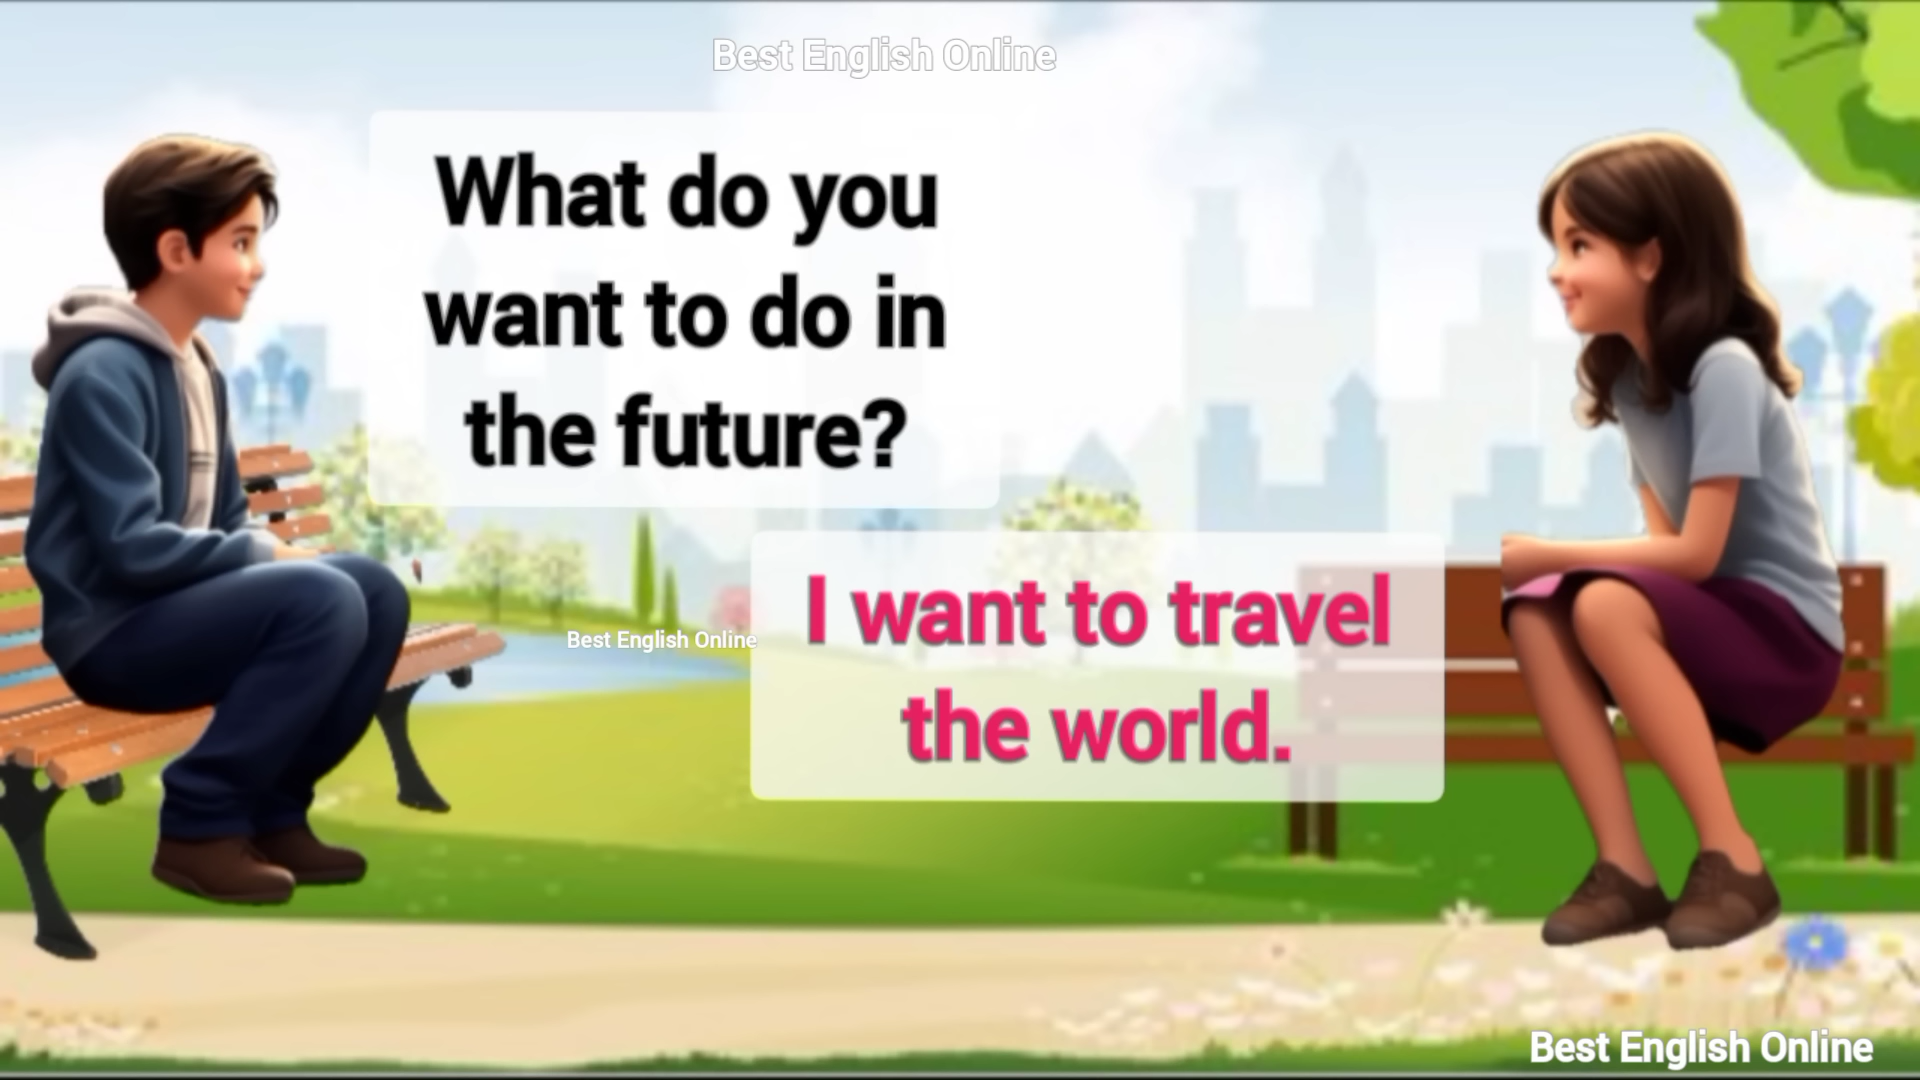 Best English Online
What do you
want to do in
the future?
I want to travel
the world.
Best English Online
Best English Online